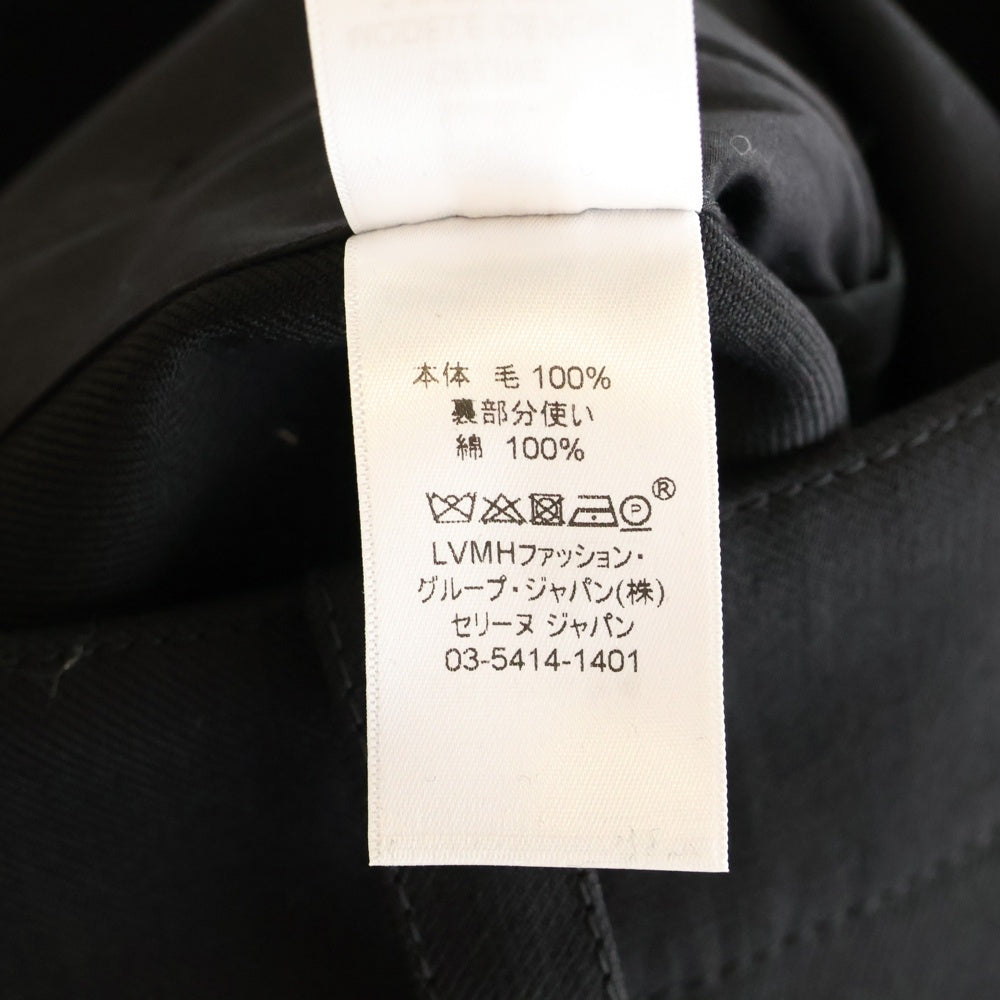 本体 毛 100%
裏部分使い
綿 100%
Ⓟ ®
LVMHファッション・
グループ・ジャパン(株)
セリーヌ ジャパン
03-5414-1401